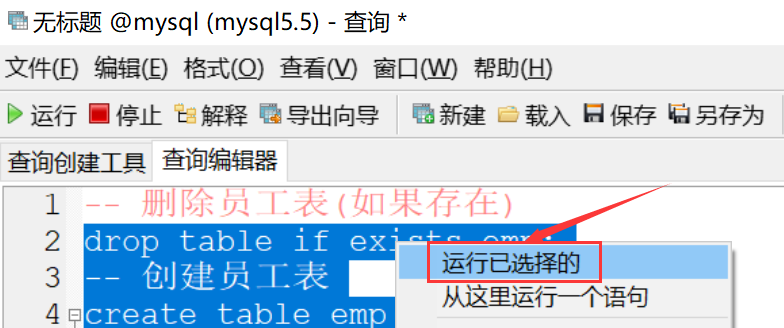 无标题 @mysql (mysql5.5) - 查询 *
文件(F) 编辑(E) 格式(O) 查看(V) 窗口(W) 帮助(H)
运行 停止 解释 导出向导 新建 载入 保存 另存为
查询创建工具 查询编辑器
1 -- 删除员工表(如果存在)
2 drop table if exists emp;
运行已选择的
3 -- 创建员工表
从这里运行一个语句
4 create table emp